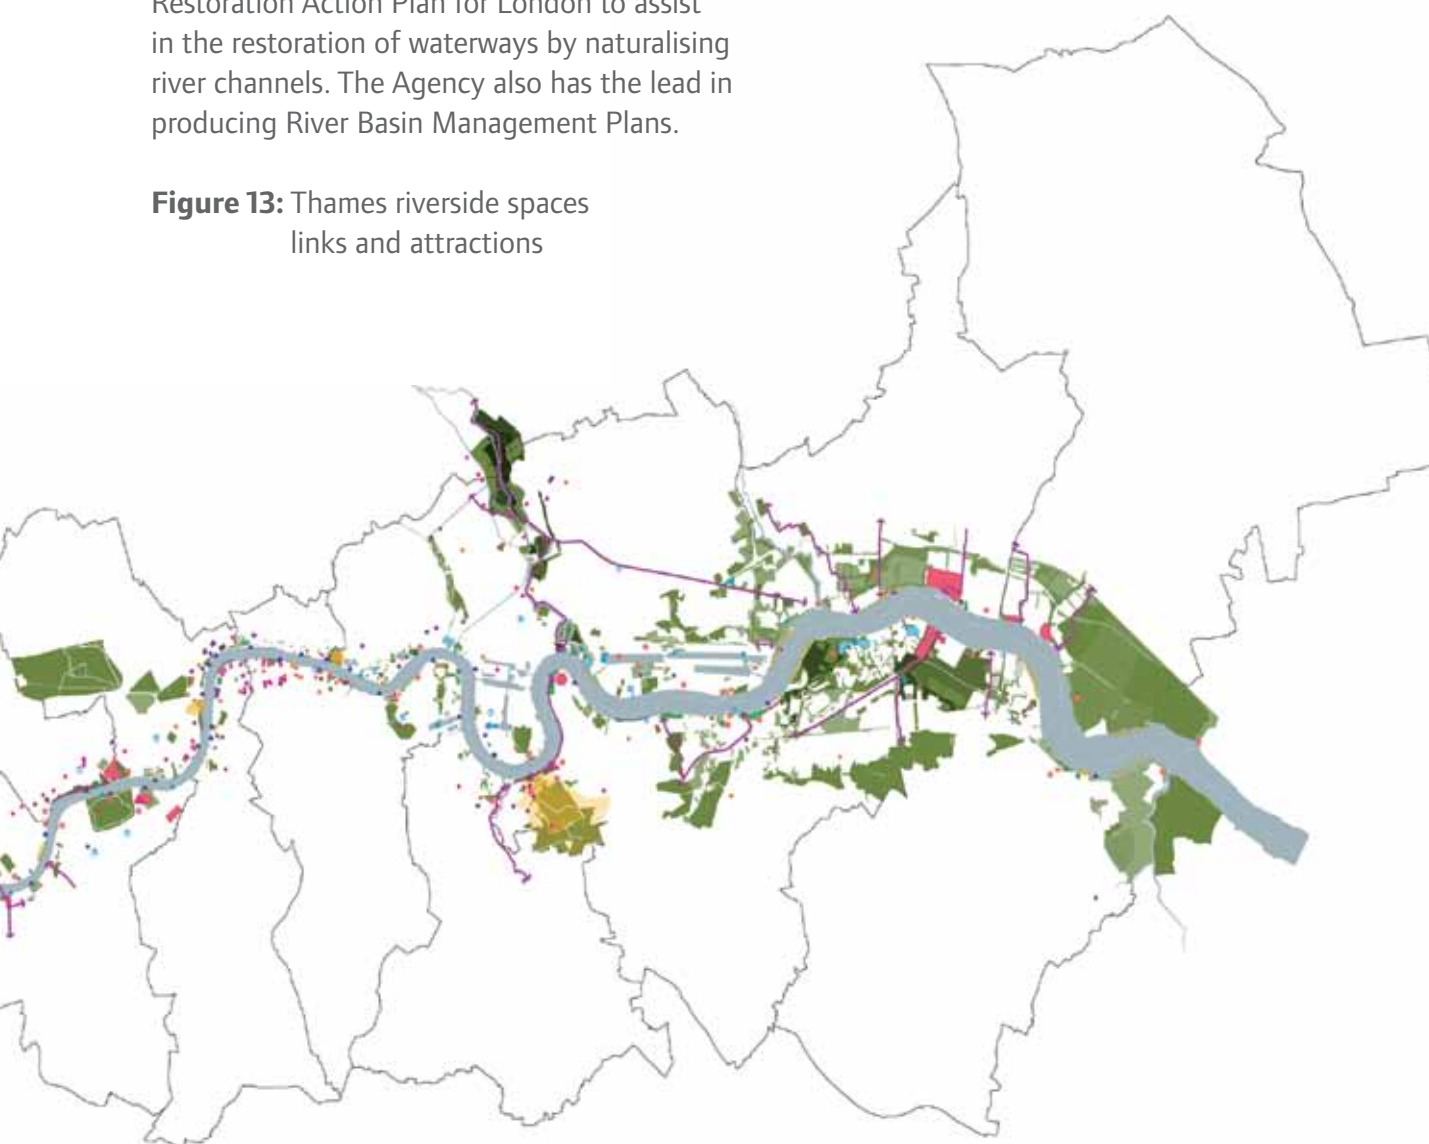 Restoration Action Plan for London to assist
in the restoration of waterways by naturalising
river channels. The Agency also has the lead in
producing River Basin Management Plans.
Figure 13: Thames riverside spaces
links and attractions